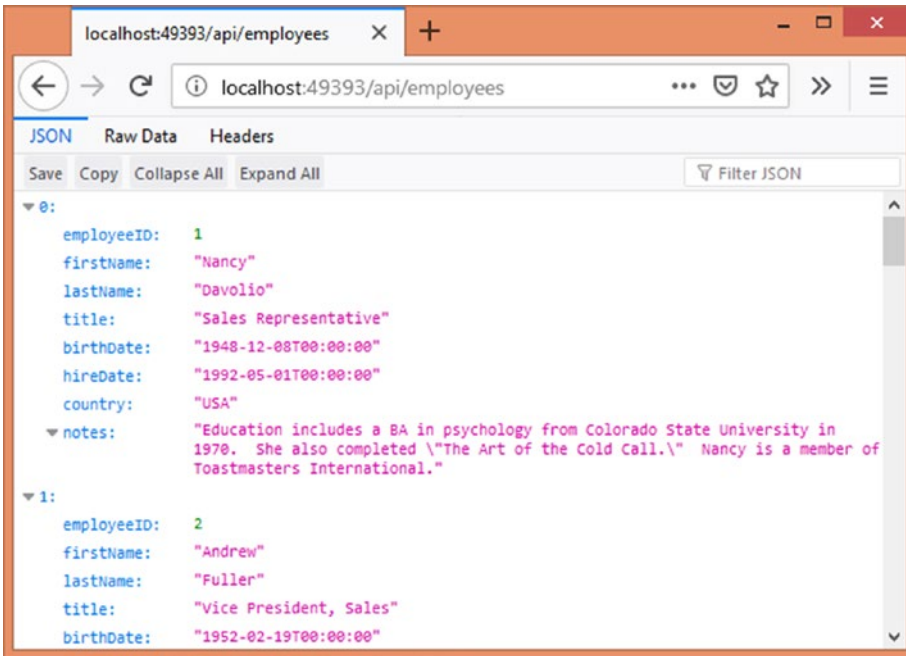 localhost:49393/api/employees
localhost:49393/api/employees
JSON Raw Data Headers
Save Copy Collapse All Expand All Filter JSON
0:
employeeID: 1
firstName: "Nancy"
lastName: "Davolio"
title: "Sales Representative"
birthDate: "1948-12-08T00:00:00"
hireDate: "1992-05-01T00:00:00"
country: "USA"
notes: "Education includes a BA in psychology from Colorado State University in
1970.  She also completed \"The Art of the Cold Call.\"  Nancy is a member of
Toastmasters International."
1:
employeeID: 2
firstName: "Andrew"
lastName: "Fuller"
title: "Vice President, Sales"
birthDate: "1952-02-19T00:00:00"